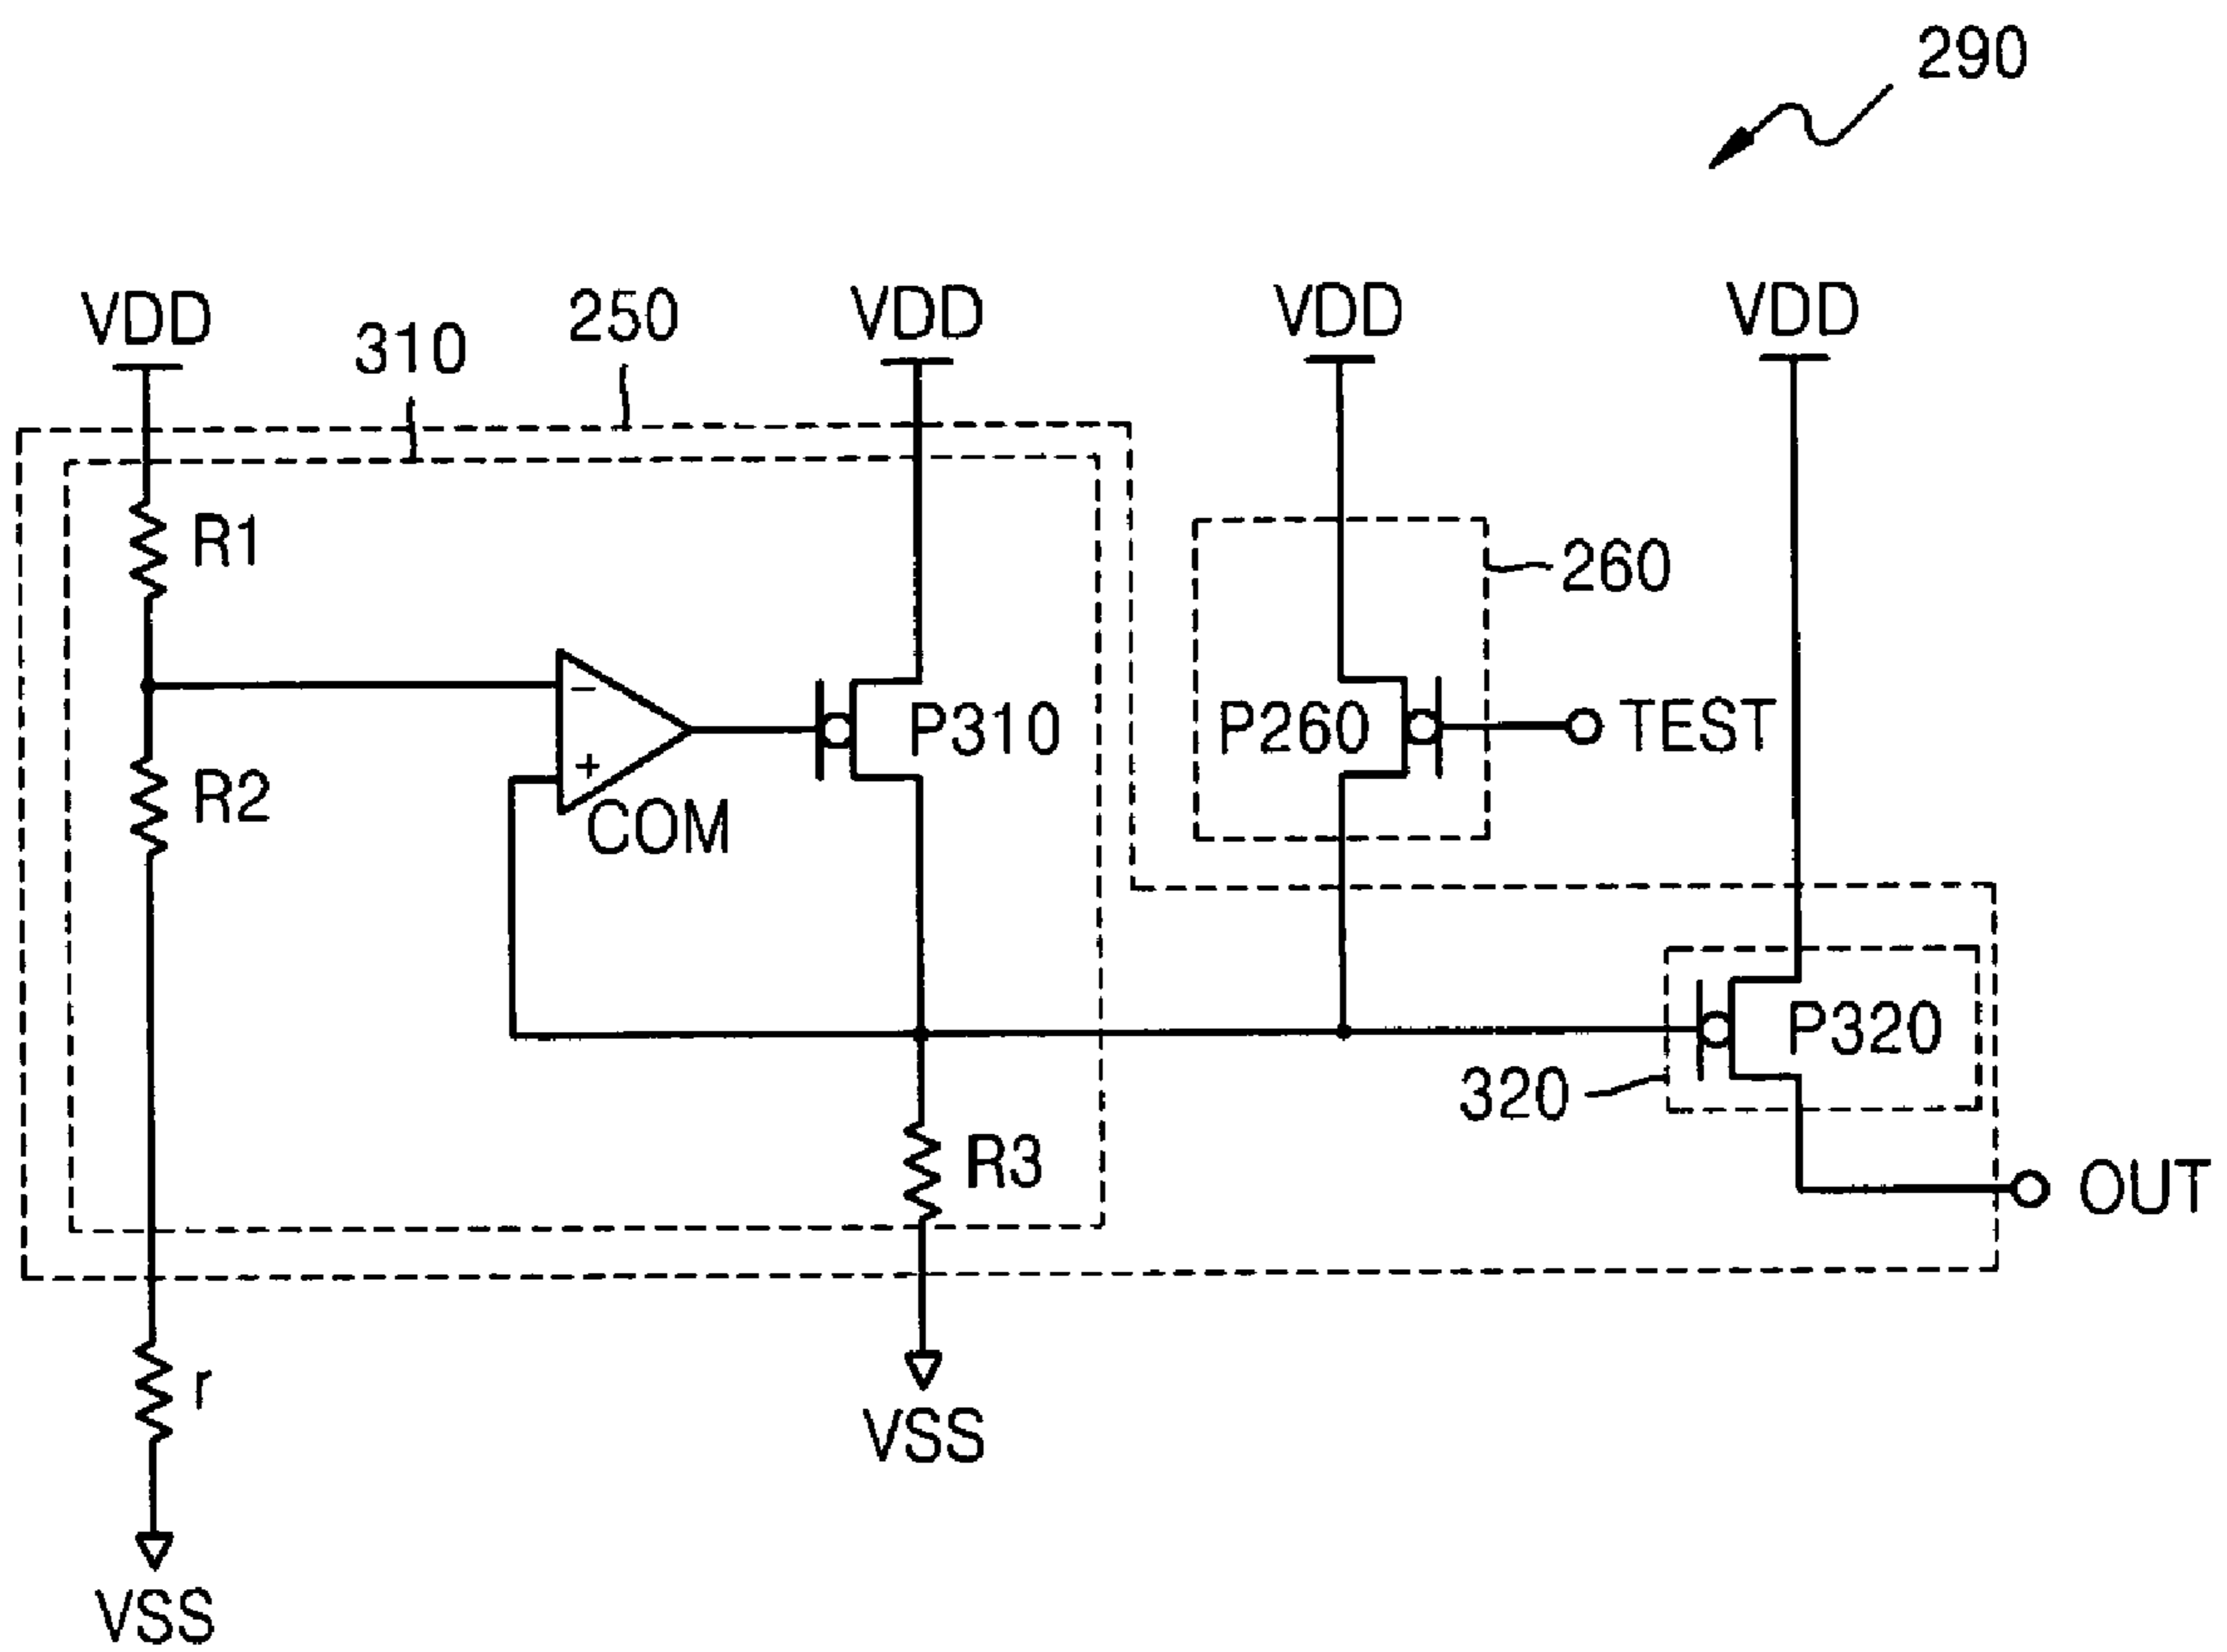 290
VDD
310
250
VDD
VDD
VDD
R1
260
−
P310
P260
TEST
R2
+
COM
P320
320
R3
OUT
r
VSS
VSS